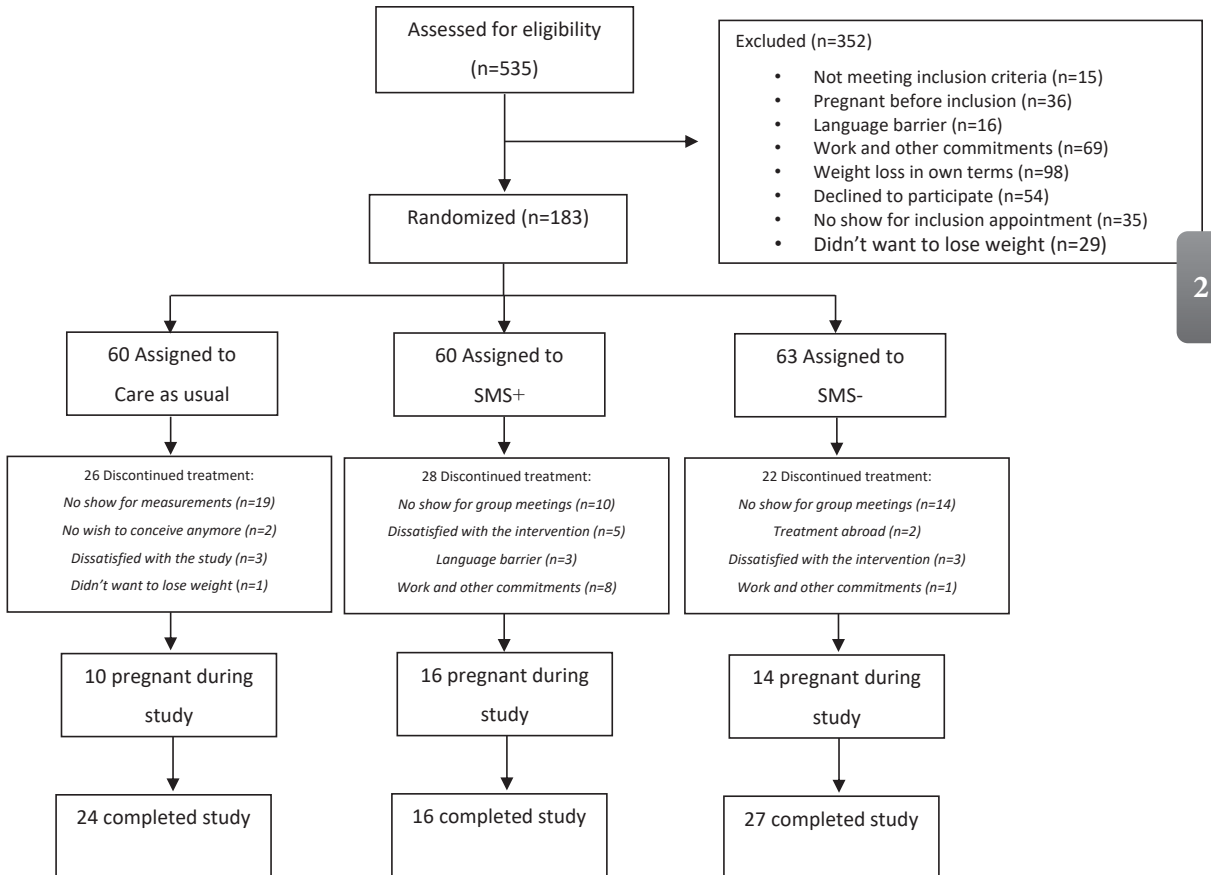 Assessed for eligibility
(n=535)
Excluded (n=352)
• Not meeting inclusion criteria (n=15)
• Pregnant before inclusion (n=36)
• Language barrier (n=16)
• Work and other commitments (n=69)
• Weight loss in own terms (n=98)
• Declined to participate (n=54)
• No show for inclusion appointment (n=35)
• Didn’t want to lose weight (n=29)
Randomized (n=183)
2
60 Assigned to
Care as usual
60 Assigned to
SMS+
63 Assigned to
SMS-
26 Discontinued treatment:
No show for measurements (n=19)
No wish to conceive anymore (n=2)
Dissatisfied with the study (n=3)
Didn’t want to lose weight (n=1)
28 Discontinued treatment:
No show for group meetings (n=10)
Dissatisfied with the intervention (n=5)
Language barrier (n=3)
Work and other commitments (n=8)
22 Discontinued treatment:
No show for group meetings (n=14)
Treatment abroad (n=2)
Dissatisfied with the intervention (n=3)
Work and other commitments (n=1)
10 pregnant during
study
16 pregnant during
study
14 pregnant during
study
24 completed study
16 completed study
27 completed study